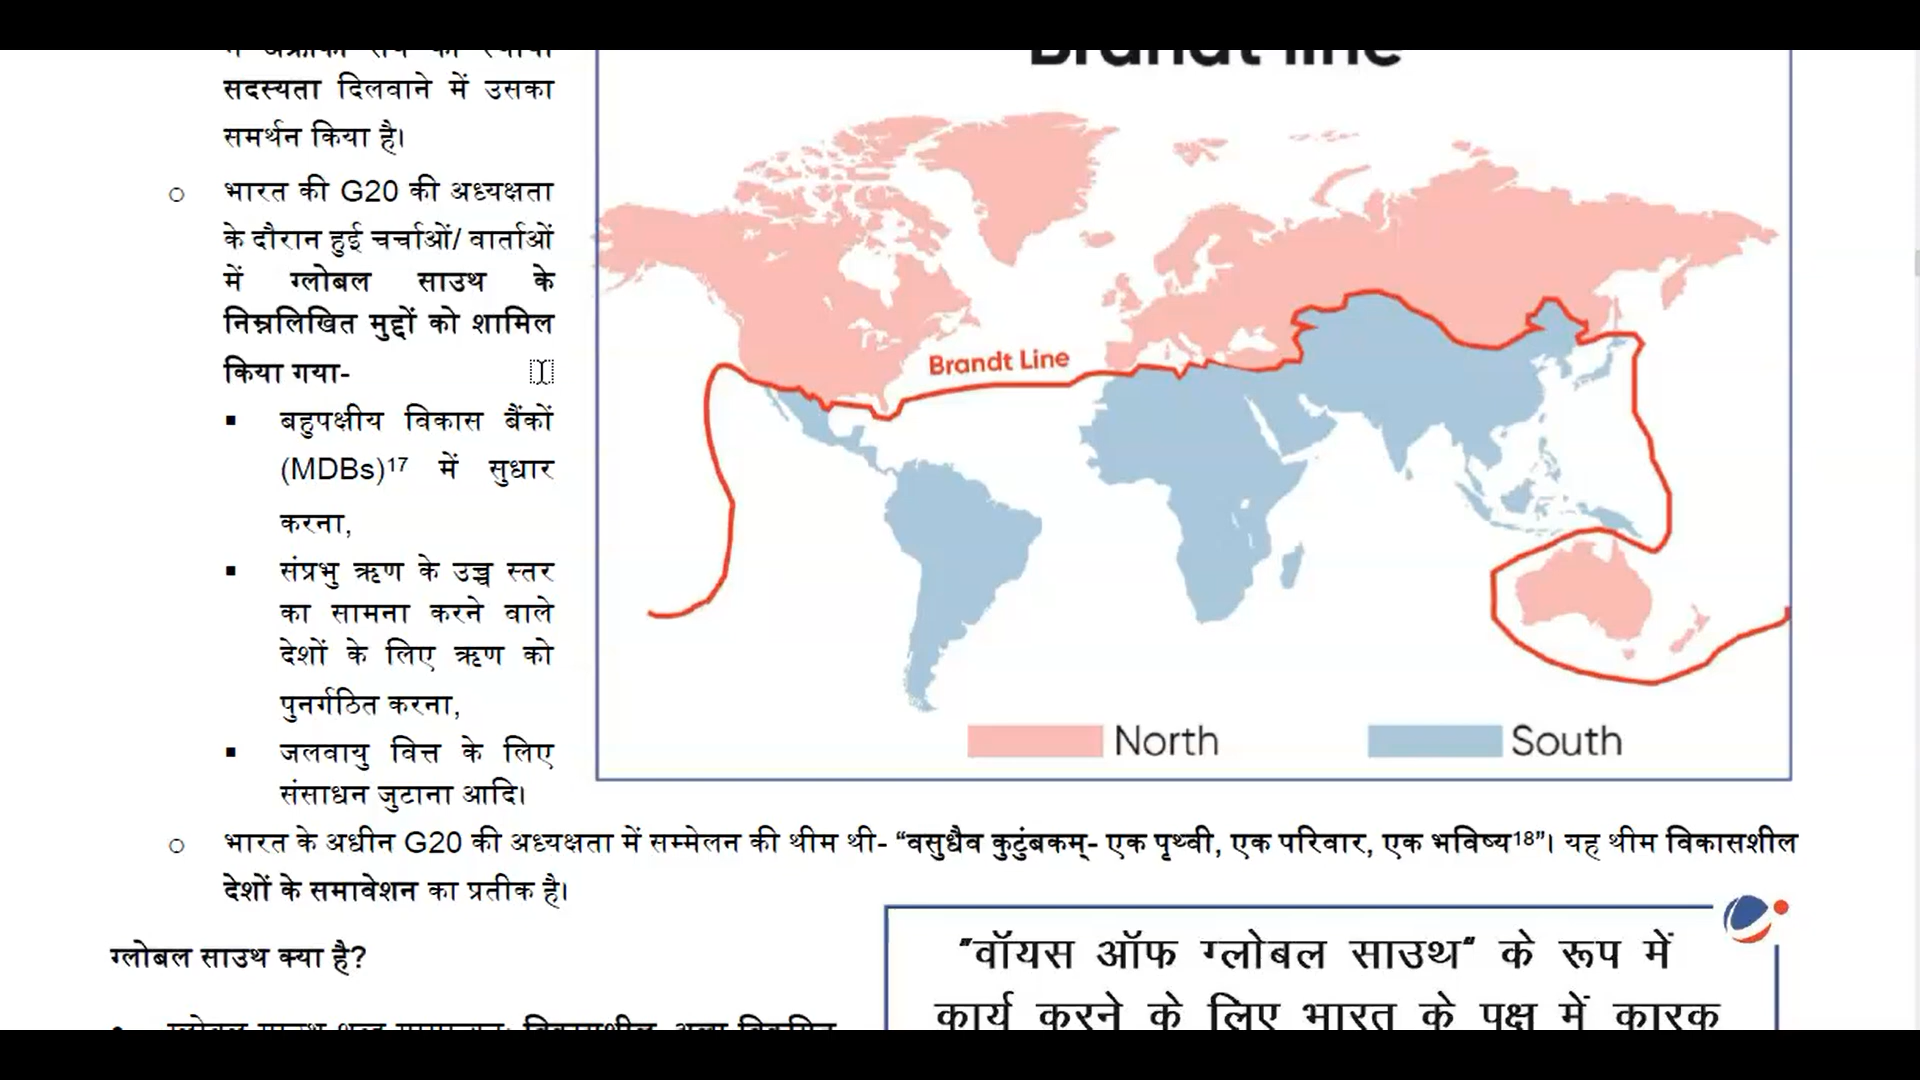 सदस्यता दिलवाने में उसका
समर्थन किया है।
o भारत की G20 की अध्यक्षता
के दौरान हुई चर्चाओं/ वार्ताओं
में ग्लोबल साउथ के
निम्नलिखित मुद्दों को शामिल
किया गया-
▪ बहुपक्षीय विकास बैंकों
(MDBs)¹⁷ में सुधार
करना,
▪ संप्रभु ऋण के उच्च स्तर
का सामना करने वाले
देशों के लिए ऋण को
पुनर्गठित करना,
▪ जलवायु वित्त के लिए
संसाधन जुटाना आदि।
Brandt line
Brandt Line
North
South
o भारत के अधीन G20 की अध्यक्षता में सम्मेलन की थीम थी- “वसुधैव कुटुंबकम्- एक पृथ्वी, एक परिवार, एक भविष्य¹⁸”। यह थीम विकासशील
देशों के समावेशन का प्रतीक है।
ग्लोबल साउथ क्या है?
"वॉयस ऑफ ग्लोबल साउथ" के रूप में
कार्य करने के लिए भारत के पक्ष में कारक